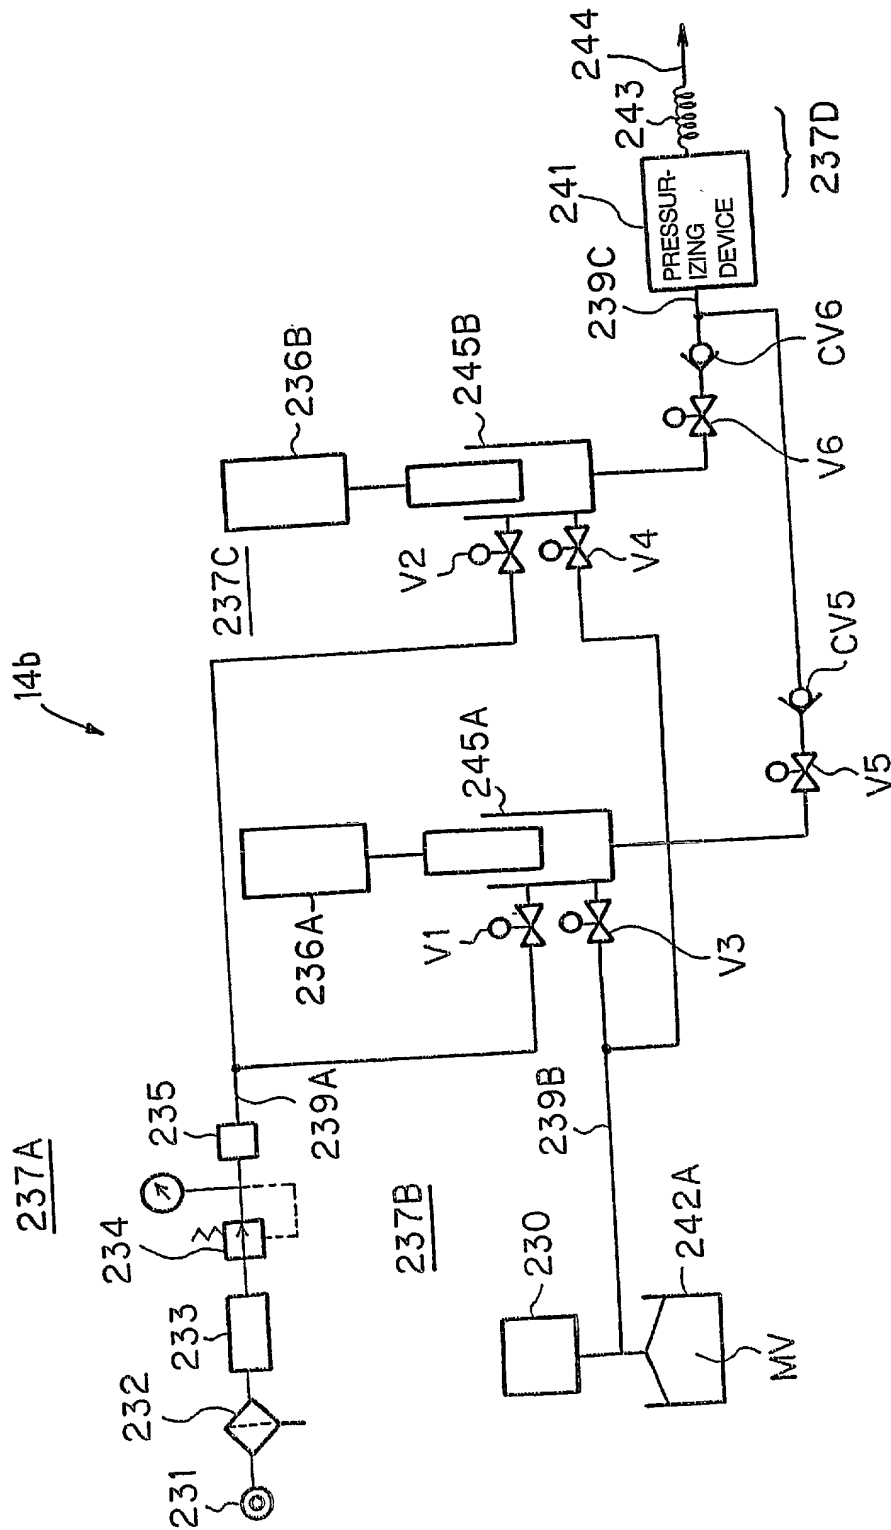 14b
237A
231
232
233
234
235
239A
237B
230
239B
242A
MV
236A
245A
V1
V3
V5
CV5
237C
236B
245B
V2
V4
V6
CV6
239C
241
PRESSUR-
IZING
DEVICE
243
244
237D